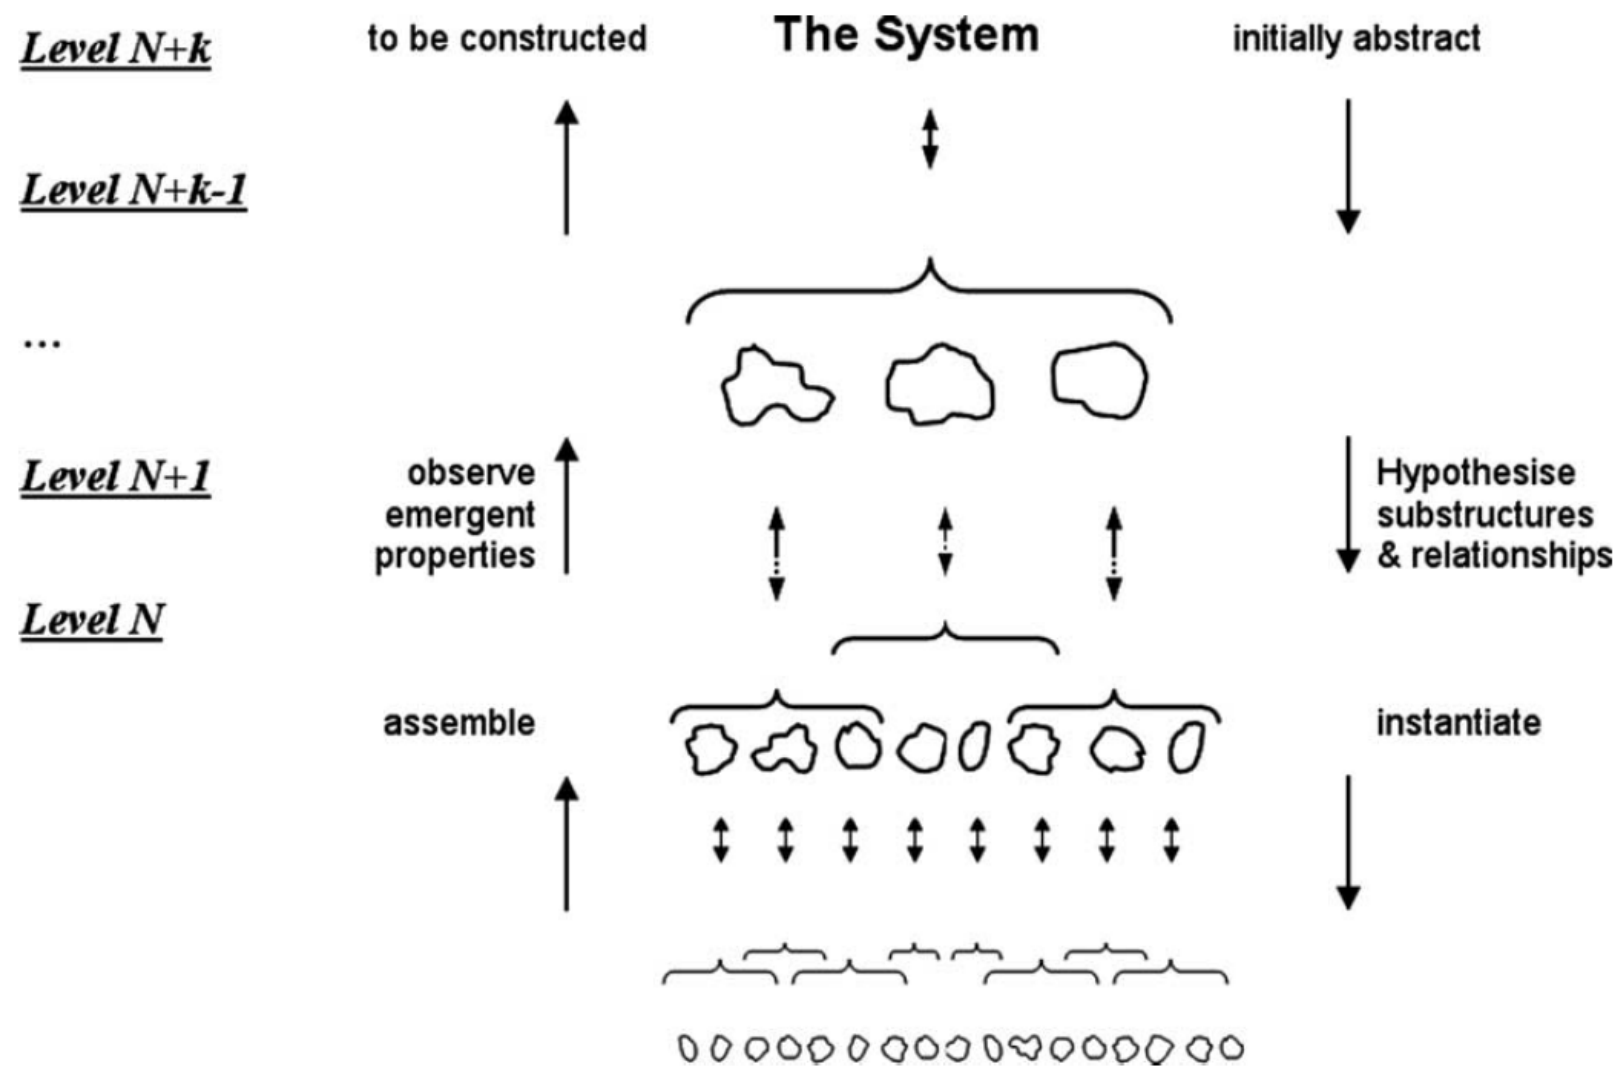 Level N+k
to be constructed
The System
initially abstract
Level N+k-1
...
Level N+1
observe
emergent
properties
Hypothesise
substructures
& relationships
Level N
assemble
instantiate